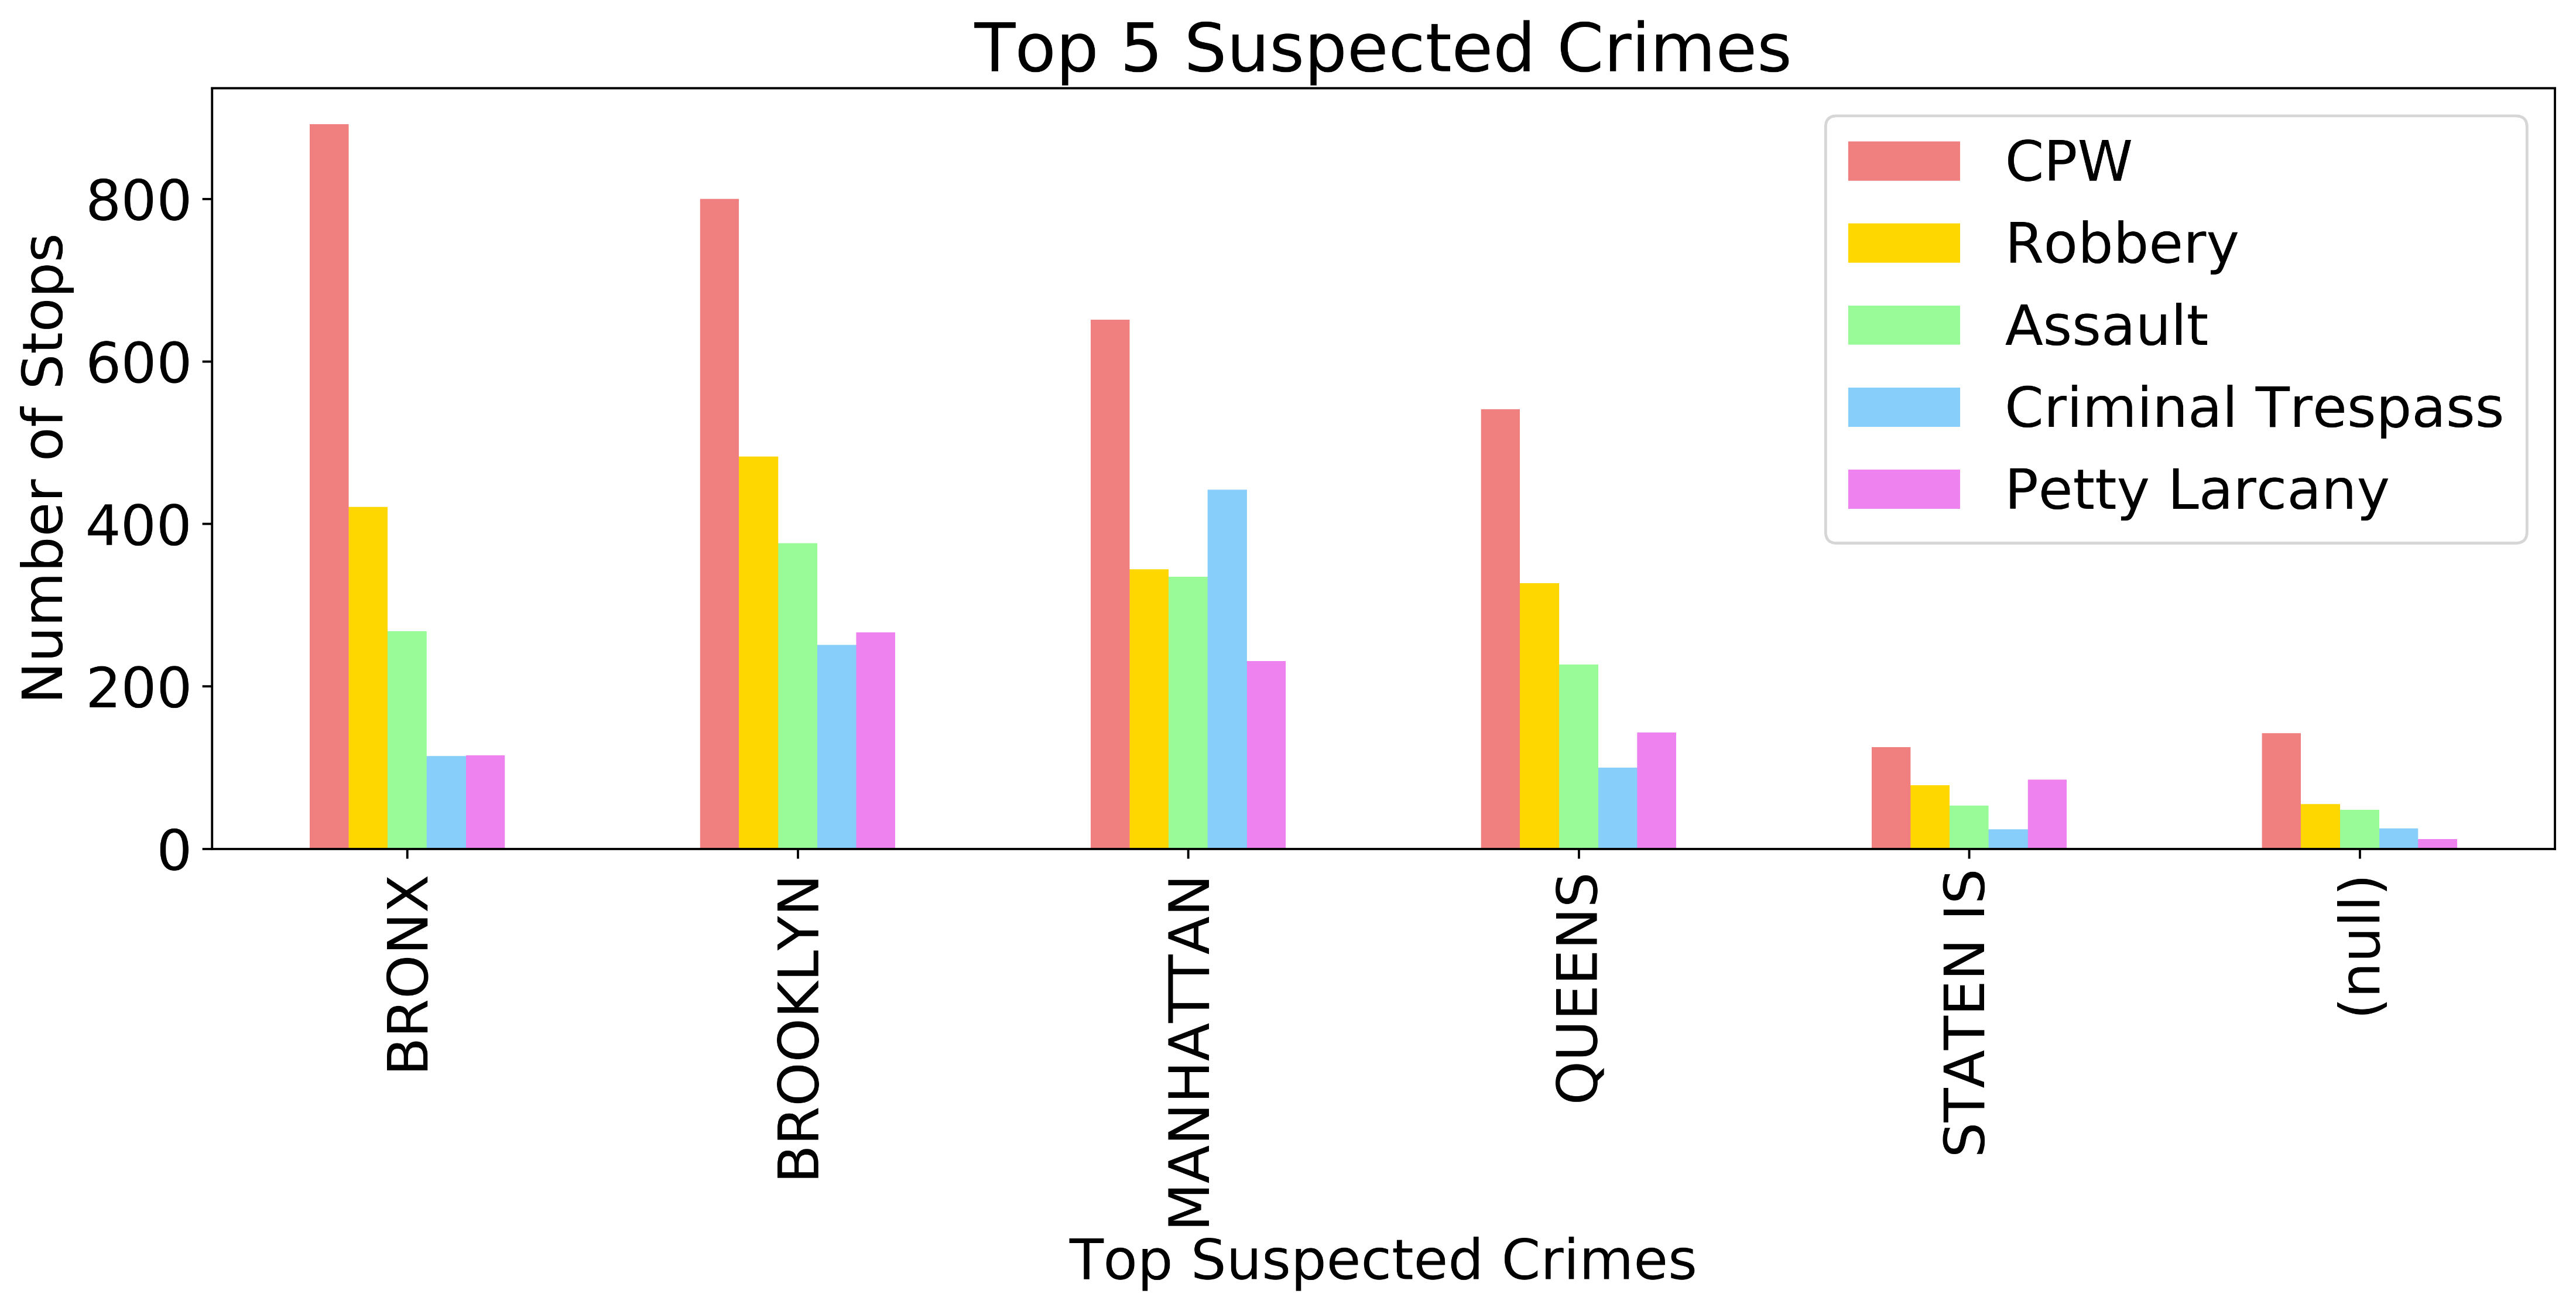 Top 5 Suspected Crimes
CPW
Robbery
Assault
Criminal Trespass
Petty Larcany
Number of Stops
800
600
400
200
0
BRONX
BROOKLYN
MANHATTAN
QUEENS
STATEN IS
(null)
Top Suspected Crimes